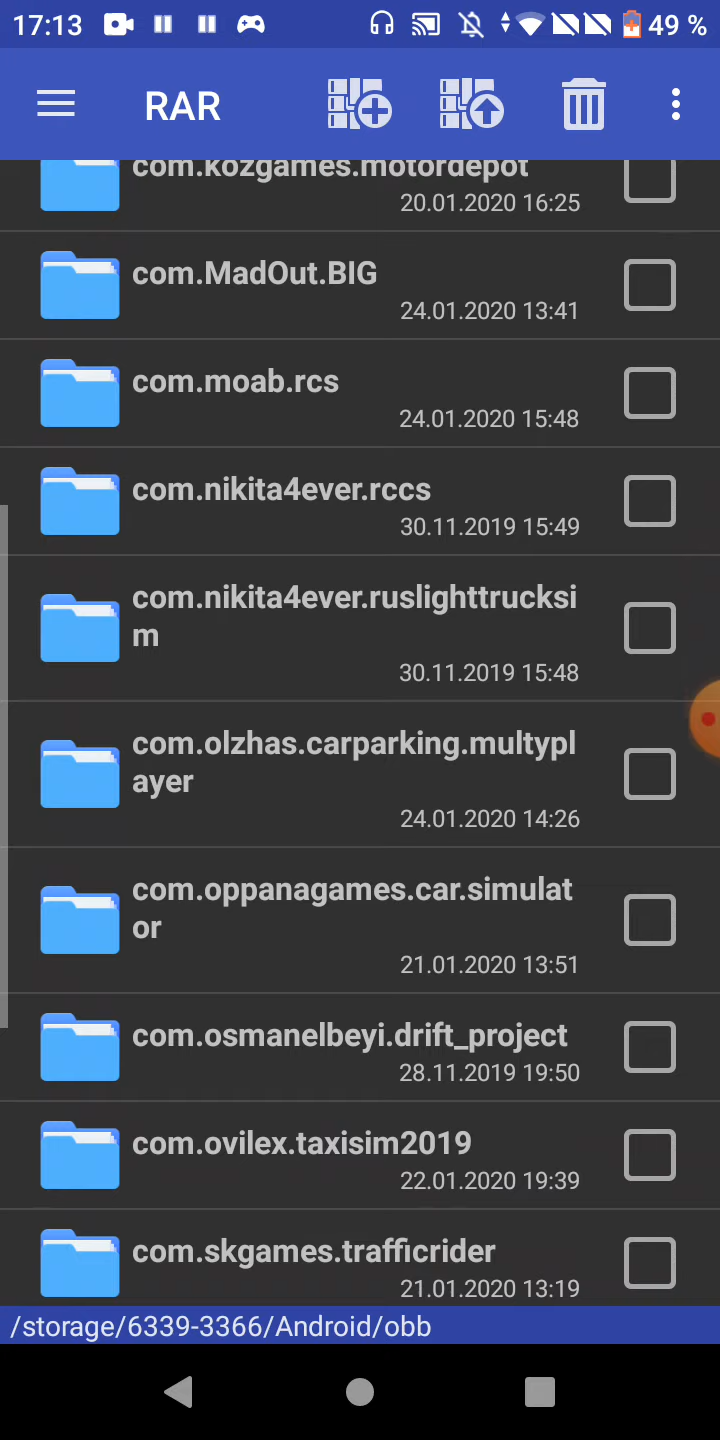 17:13
49 %
RAR
com.kozgames.motordepot
20.01.2020 16:25
com.MadOut.BIG
24.01.2020 13:41
com.moab.rcs
24.01.2020 15:48
com.nikita4ever.rccs
30.11.2019 15:49
com.nikita4ever.ruslighttrucksi
m
30.11.2019 15:48
com.olzhas.carparking.multypl
ayer
24.01.2020 14:26
com.oppanagames.car.simulat
or
21.01.2020 13:51
com.osmanelbeyi.drift_project
28.11.2019 19:50
com.ovilex.taxisim2019
22.01.2020 19:39
com.skgames.trafficrider
21.01.2020 13:19
/storage/6339-3366/Android/obb